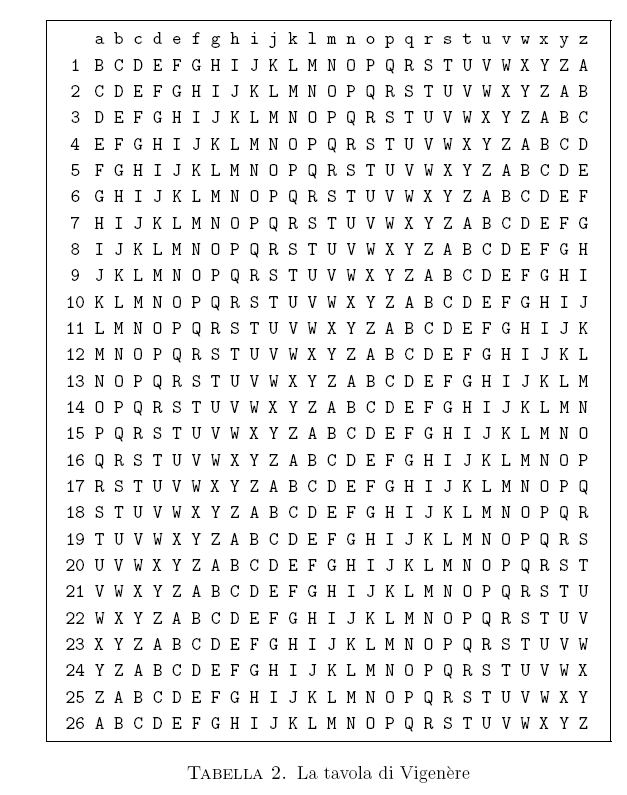 a b c d e f g h i j k l m n o p q r s t u v w x y z
1 B C D E F G H I J K L M N O P Q R S T U V W X Y Z A
2 C D E F G H I J K L M N O P Q R S T U V W X Y Z A B
3 D E F G H I J K L M N O P Q R S T U V W X Y Z A B C
4 E F G H I J K L M N O P Q R S T U V W X Y Z A B C D
5 F G H I J K L M N O P Q R S T U V W X Y Z A B C D E
6 G H I J K L M N O P Q R S T U V W X Y Z A B C D E F
7 H I J K L M N O P Q R S T U V W X Y Z A B C D E F G
8 I J K L M N O P Q R S T U V W X Y Z A B C D E F G H
9 J K L M N O P Q R S T U V W X Y Z A B C D E F G H I
10 K L M N O P Q R S T U V W X Y Z A B C D E F G H I J
11 L M N O P Q R S T U V W X Y Z A B C D E F G H I J K
12 M N O P Q R S T U V W X Y Z A B C D E F G H I J K L
13 N O P Q R S T U V W X Y Z A B C D E F G H I J K L M
14 O P Q R S T U V W X Y Z A B C D E F G H I J K L M N
15 P Q R S T U V W X Y Z A B C D E F G H I J K L M N O
16 Q R S T U V W X Y Z A B C D E F G H I J K L M N O P
17 R S T U V W X Y Z A B C D E F G H I J K L M N O P Q
18 S T U V W X Y Z A B C D E F G H I J K L M N O P Q R
19 T U V W X Y Z A B C D E F G H I J K L M N O P Q R S
20 U V W X Y Z A B C D E F G H I J K L M N O P Q R S T
21 V W X Y Z A B C D E F G H I J K L M N O P Q R S T U
22 W X Y Z A B C D E F G H I J K L M N O P Q R S T U V
23 X Y Z A B C D E F G H I J K L M N O P Q R S T U V W
24 Y Z A B C D E F G H I J K L M N O P Q R S T U V W X
25 Z A B C D E F G H I J K L M N O P Q R S T U V W X Y
26 A B C D E F G H I J K L M N O P Q R S T U V W X Y Z
TABELLA 2. La tavola di Vigenère